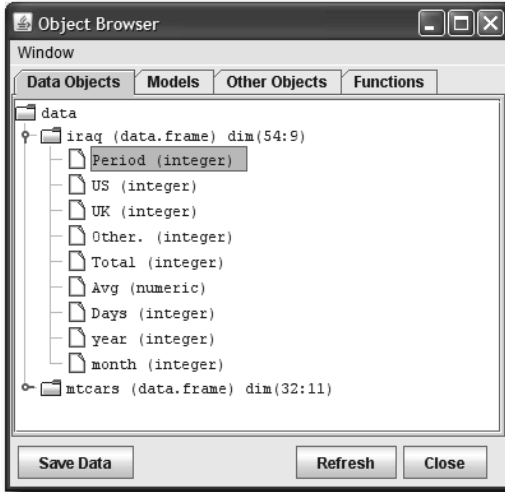 Object Browser
Window
Data Objects Models Other Objects Functions
data
iraq (data.frame) dim(54:9)
Period (integer)
US (integer)
UK (integer)
Other. (integer)
Total (integer)
Avg (numeric)
Days (integer)
year (integer)
month (integer)
mtcars (data.frame) dim(32:11)
Save Data Refresh Close